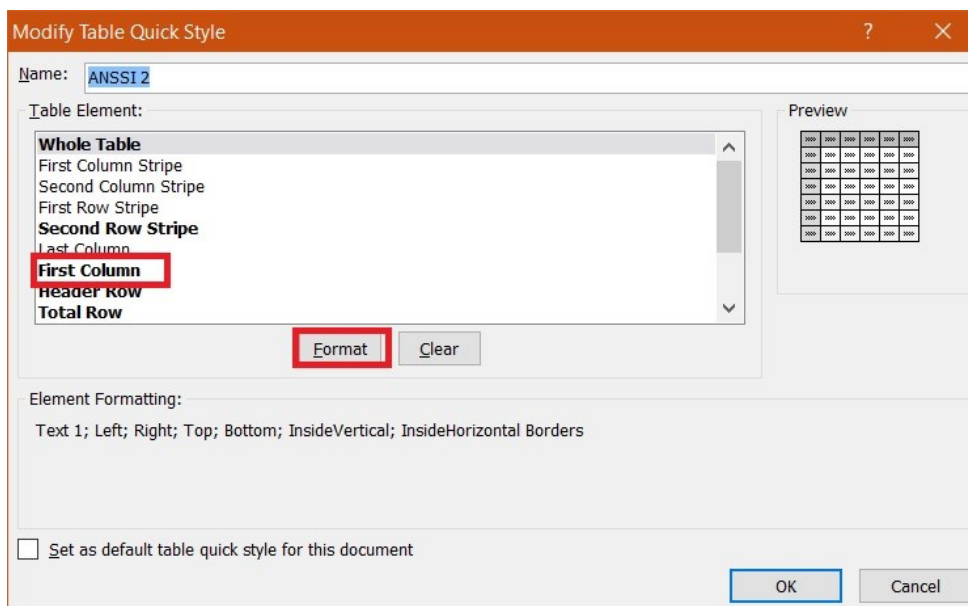 Modify Table Quick Style ?
Name: ANSSI 2
Table Element:
Preview
Whole Table
First Column Stripe
Second Column Stripe
First Row Stripe
Second Row Stripe
Last Column
First Column
Header Row
Total Row
Format Clear
Element Formatting:
Text 1; Left; Right; Top; Bottom; InsideVertical; InsideHorizontal Borders
Set as default table quick style for this document
OK Cancel